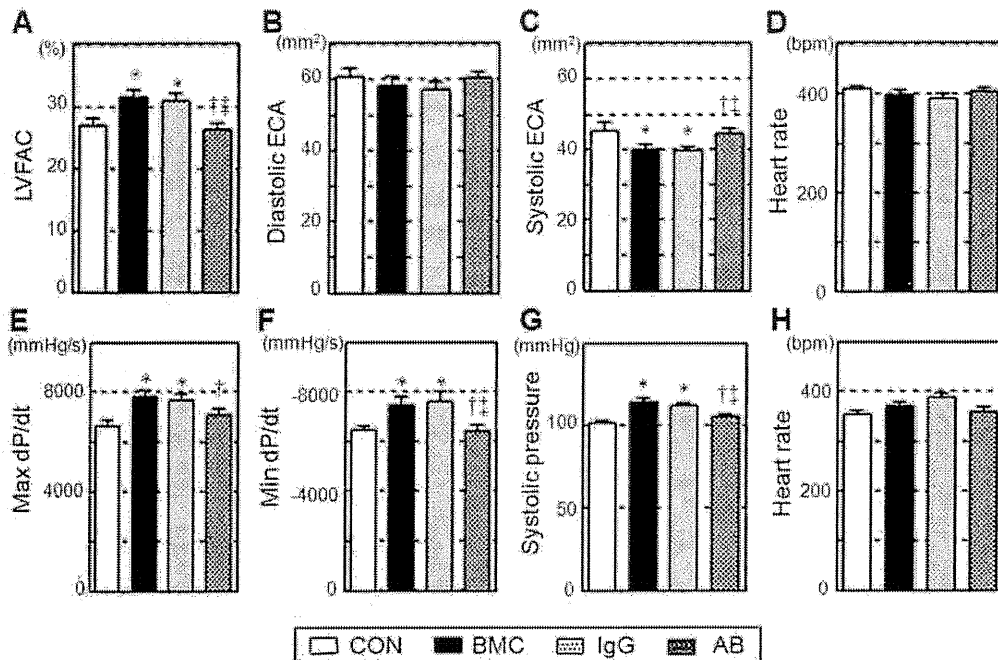 A
(%)
LVFAC
30
20
10
0
*
*
†‡
B
(mm²)
Diastolic ECA
60
40
20
0
C
(mm²)
Systolic ECA
60
40
20
0
*
*
†‡
D
(bpm)
Heart rate
400
200
0
E
(mmHg/s)
Max dP/dt
8000
4000
0
*
*
†
F
(mmHg/s)
Min dP/dt
-8000
-4000
0
*
*
†‡
G
(mmHg)
Systolic pressure
100
50
0
*
*
†‡
H
(bpm)
Heart rate
400
200
0
CON BMC IgG AB